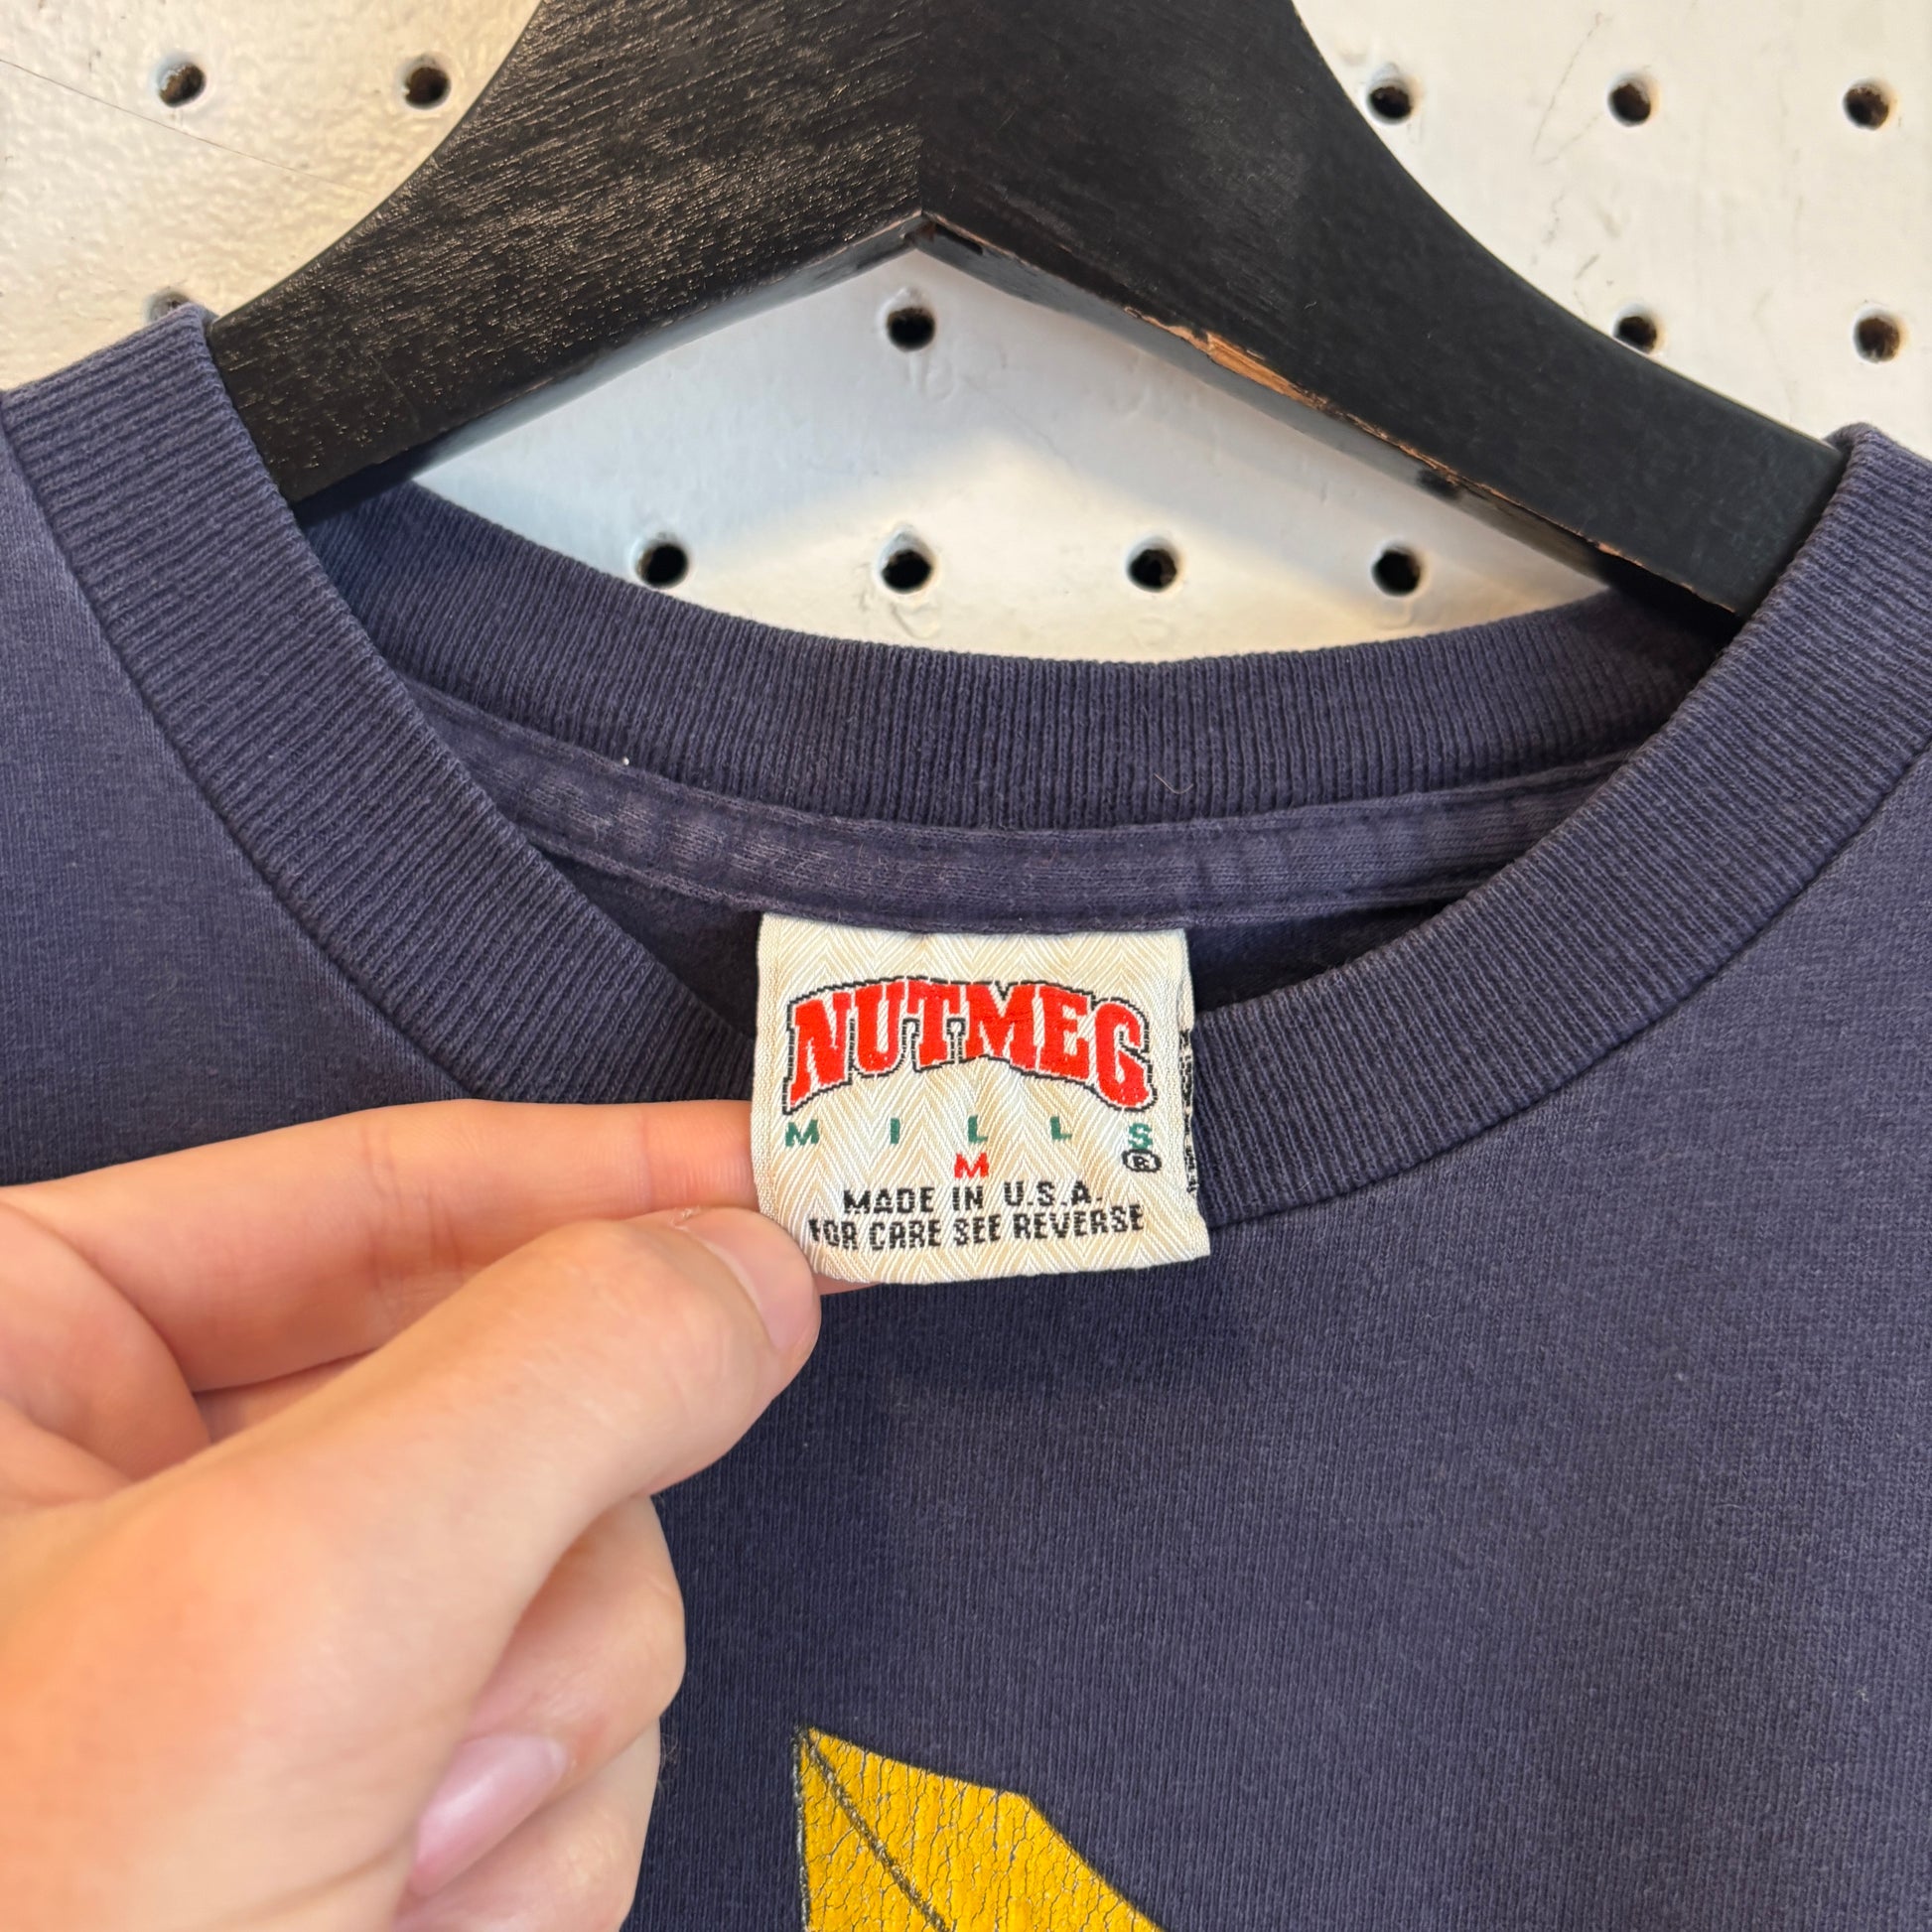 NUTMEG
MILLS
®
M
MADE IN U.S.A.
FOR CARE SEE REVERSE